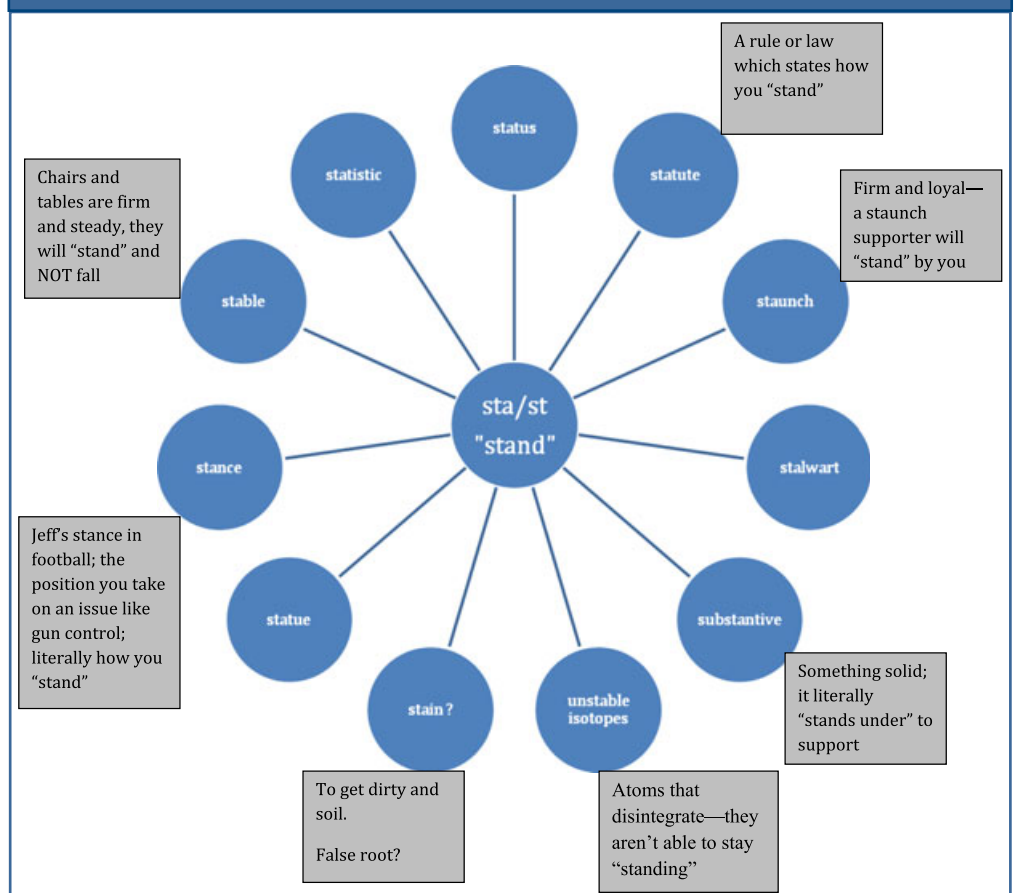 A rule or law
which states how
you “stand”
status
statistic
statute
Chairs and
tables are firm
and steady, they
will “stand” and
NOT fall
Firm and loyal—
a staunch
supporter will
“stand” by you
stable
staunch
sta/st
"stand"
stance
stalwart
Jeff’s stance in
football; the
position you take
on an issue like
gun control;
literally how you
“stand”
statue
substantive
Something solid;
it literally
“stands under” to
support
stain ?
unstable
isotopes
To get dirty and
soil.
False root?
Atoms that
disintegrate—they
aren’t able to stay
“standing”